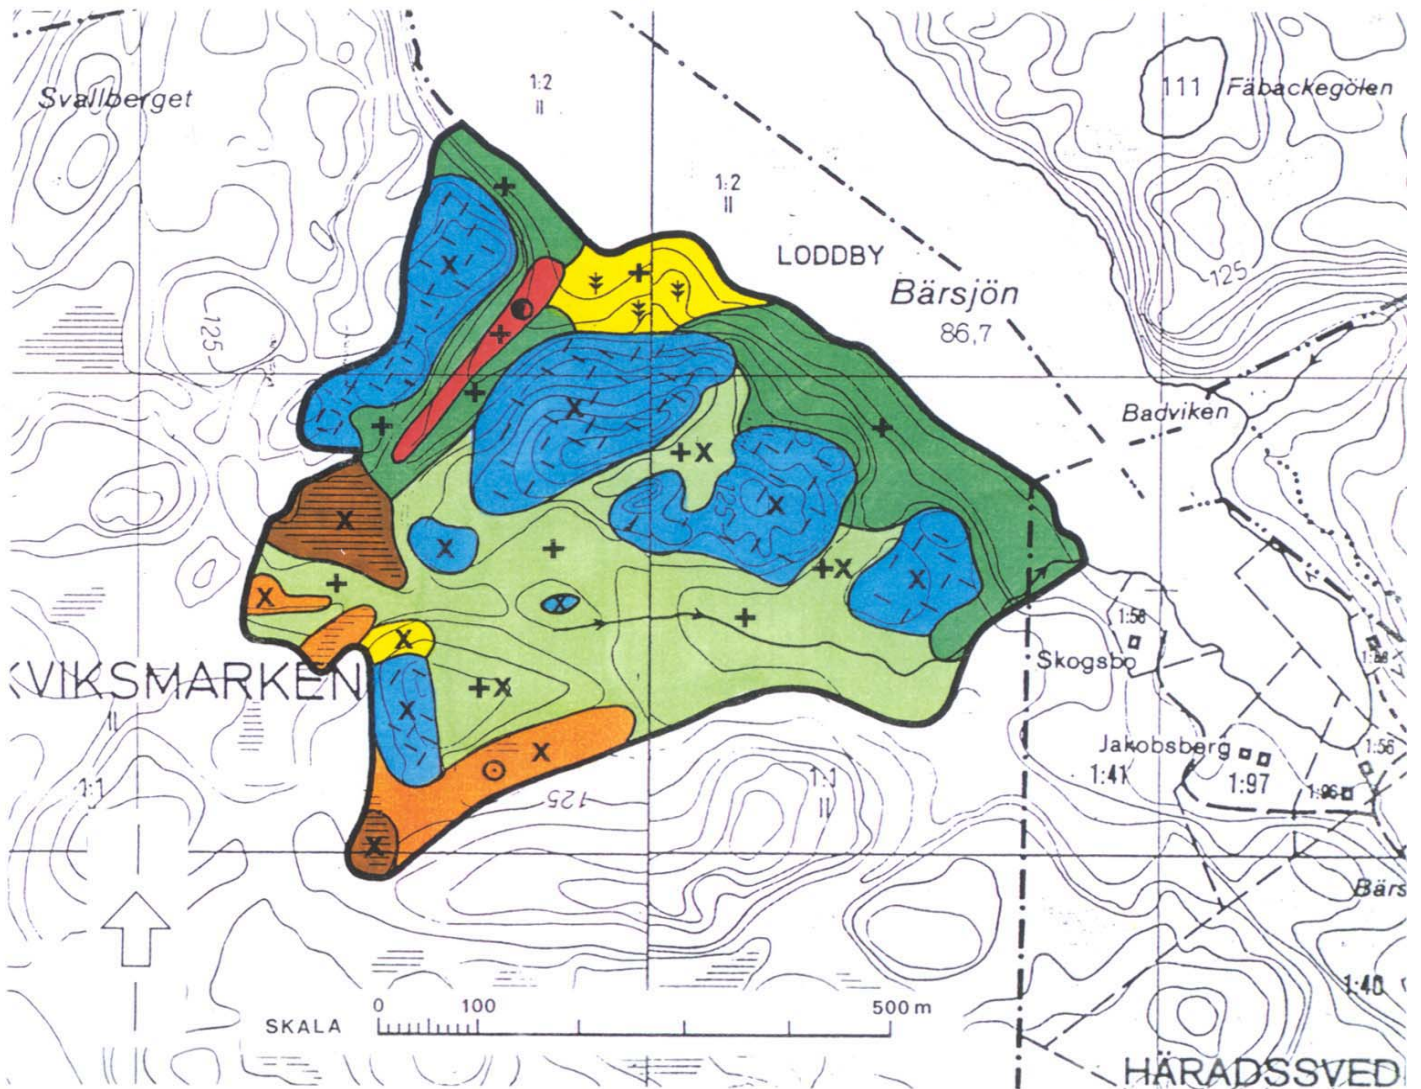 1:2
II
Svallberget
111 Fäbackegölen
1:2
II
LODDBY
125
Bärsjön
86,7
125
Badviken
1:58
Skogsbo
KVIKSMARKEN
II
1:1
Jakobsberg
1:41
1:97
1:56
1:96
1:1
II
125
Bärs
1:40
0 100 500 m
SKALA
HÄRADSSVED